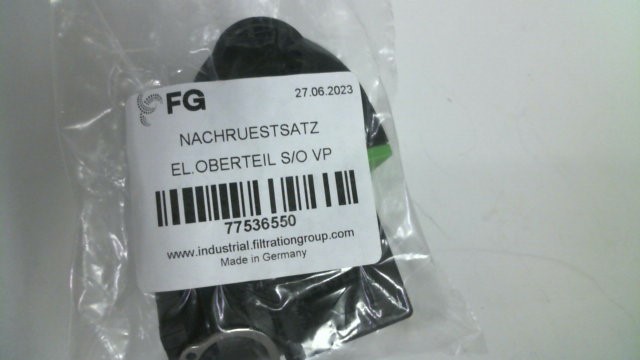 FG
27.06.2023
NACHRUESTSATZ
EL.OBERTEIL S/O VP
77536550
www.industrial.filtrationgroup.com
Made in Germany